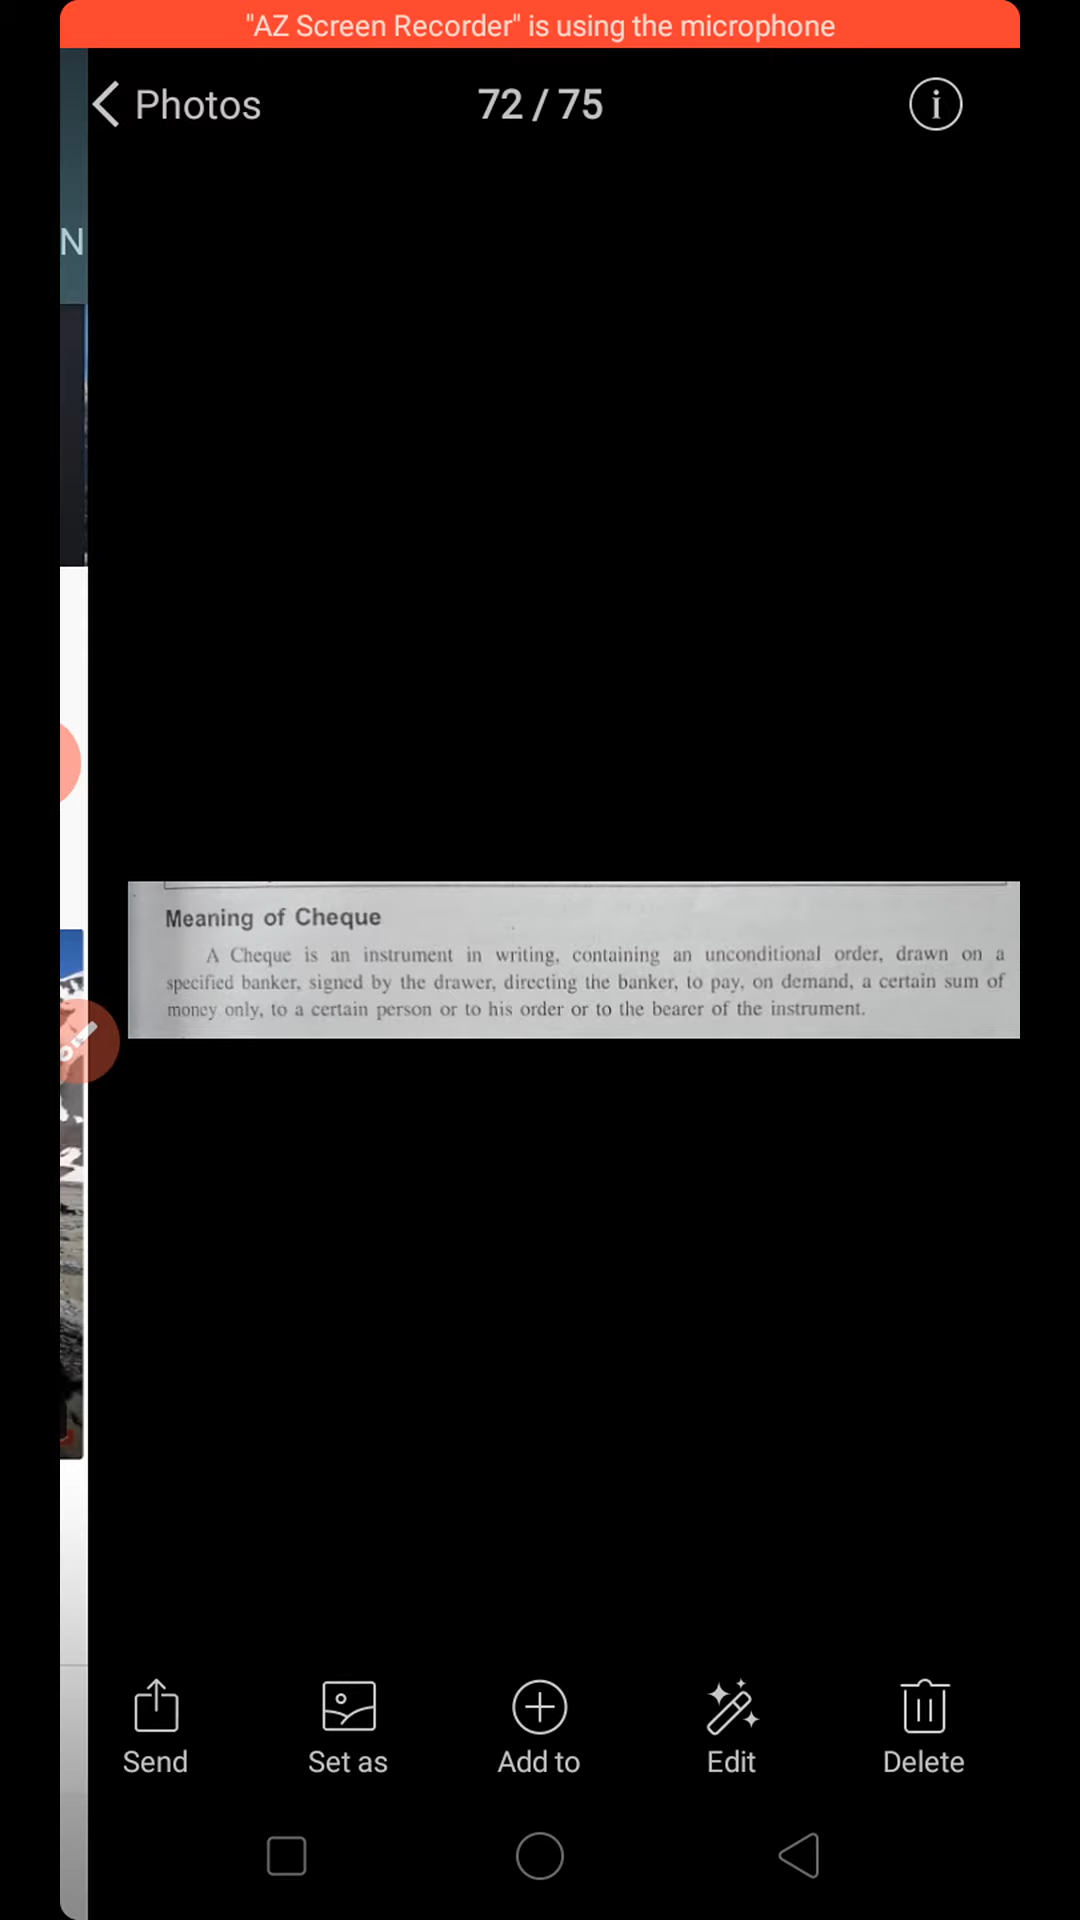 "AZ Screen Recorder" is using the microphone
Photos
72 / 75
N
Meaning of Cheque
A Cheque is an instrument in writing, containing an unconditional order, drawn on a
specified banker, signed by the drawer, directing the banker, to pay, on demand, a certain sum of
money only, to a certain person or to his order or to the bearer of the instrument.
Send
Set as
Add to
Edit
Delete